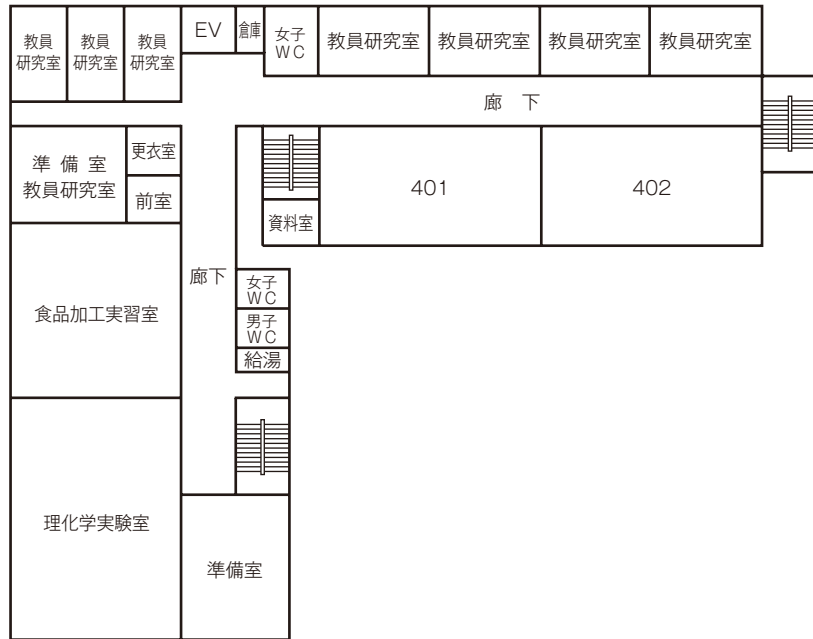 教員
研究室
教員
研究室
教員
研究室
EV
倉庫
女子
WC
教員研究室
教員研究室
教員研究室
教員研究室
廊 下
準 備 室
教員研究室
更衣室
前室
401
402
資料室
廊下
女子
WC
男子
WC
給湯
食品加工実習室
理化学実験室
準備室